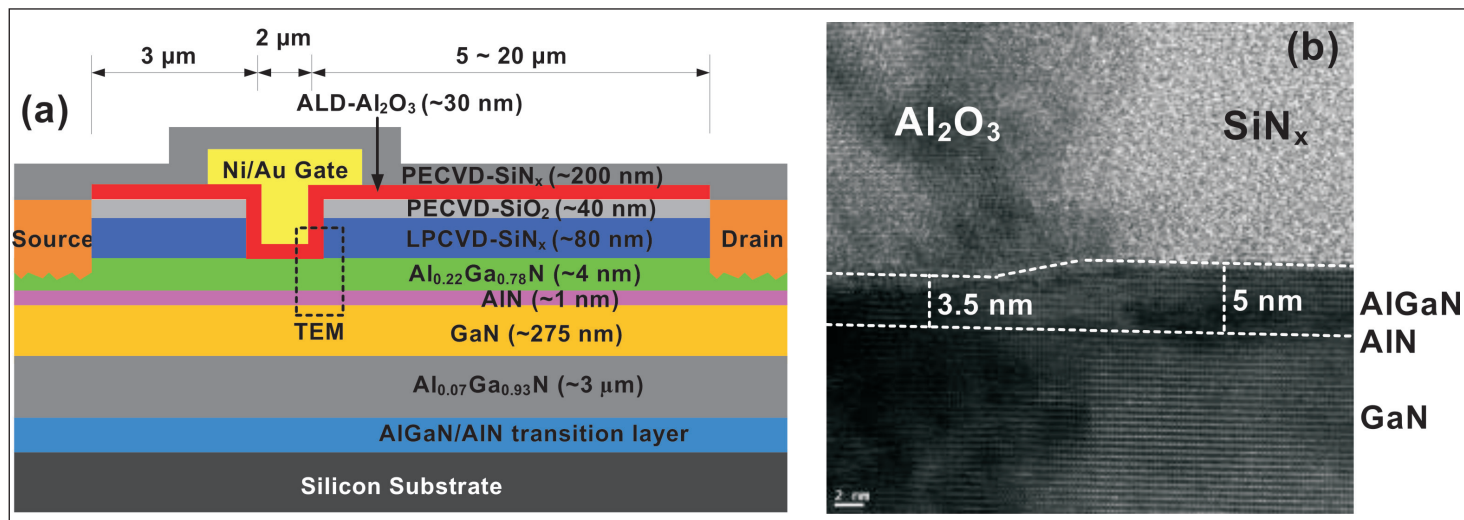 2 µm
3 µm
5 ~ 20 µm
ALD-Al₂O₃ (~30 nm)
(a)
Ni/Au Gate
PECVD-SiNₓ (~200 nm)
PECVD-SiO₂ (~40 nm)
Source
LPCVD-SiNₓ (~80 nm)
Drain
Al₀.₂₂Ga₀.₇₈N (~4 nm)
AlN (~1 nm)
TEM
GaN (~275 nm)
Al₀.₀₇Ga₀.₉₃N (~3 µm)
AlGaN/AlN transition layer
Silicon Substrate
(b)
Al₂O₃
SiNₓ
3.5 nm
5 nm
AlGaN
AlN
GaN
2 nm